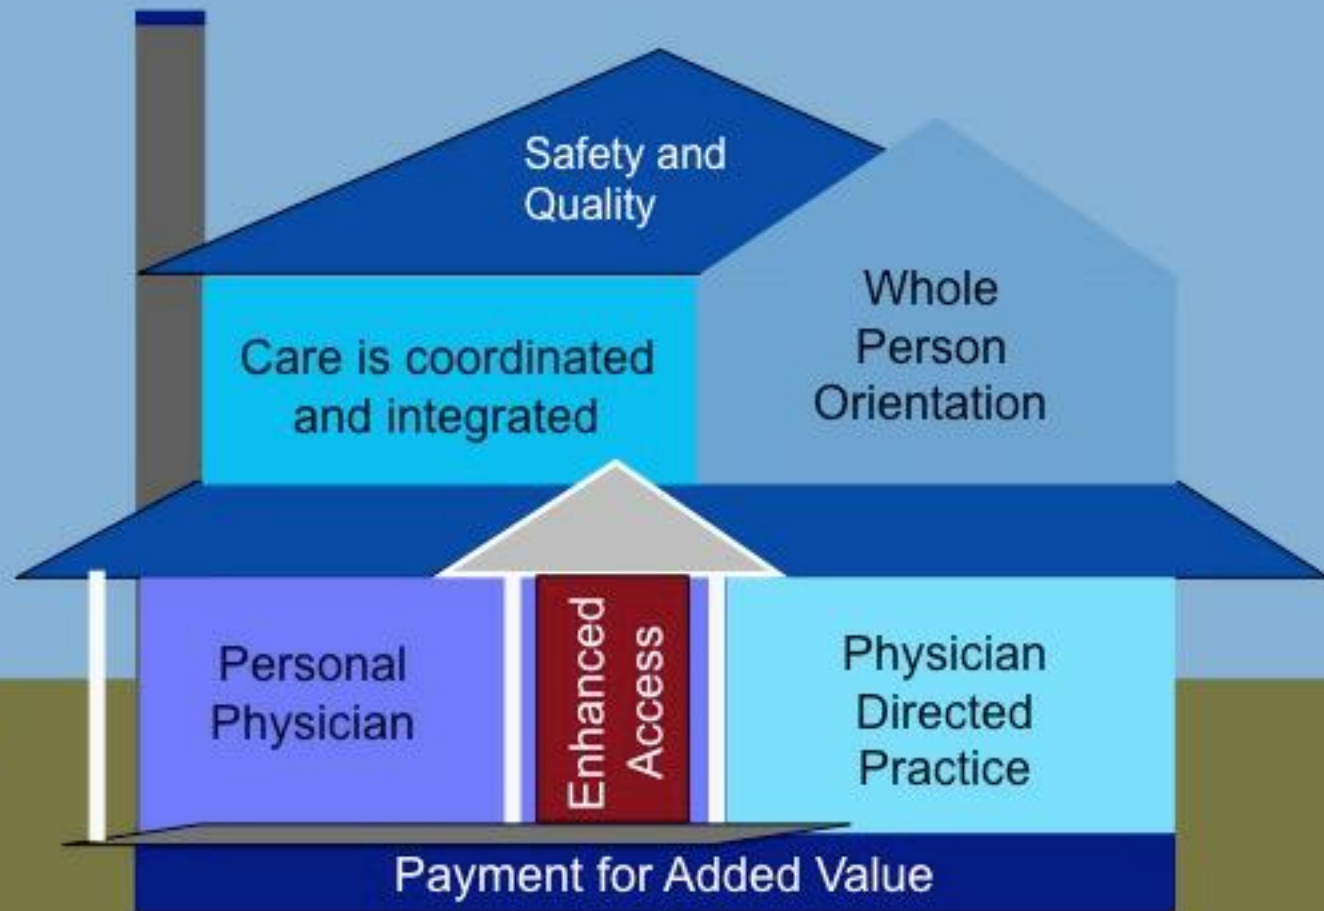 Safety and
Quality
Care is coordinated
and integrated
Whole
Person
Orientation
Personal
Physician
Enhanced
Access
Physician
Directed
Practice
Payment for Added Value